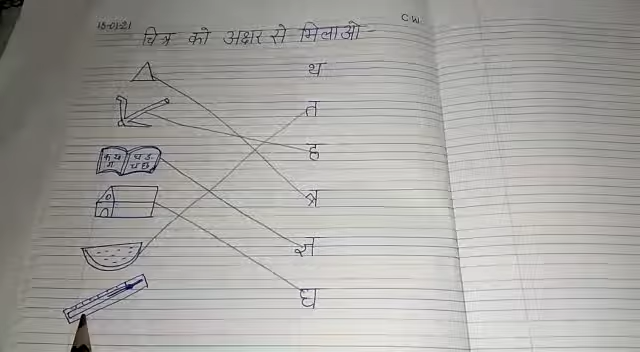 15-01-21 C.W
चित्र को अक्षर से मिलाओ -
थ
त
ह
क ख घ ङ
ग च छ
त्र
ज्ञ
घ